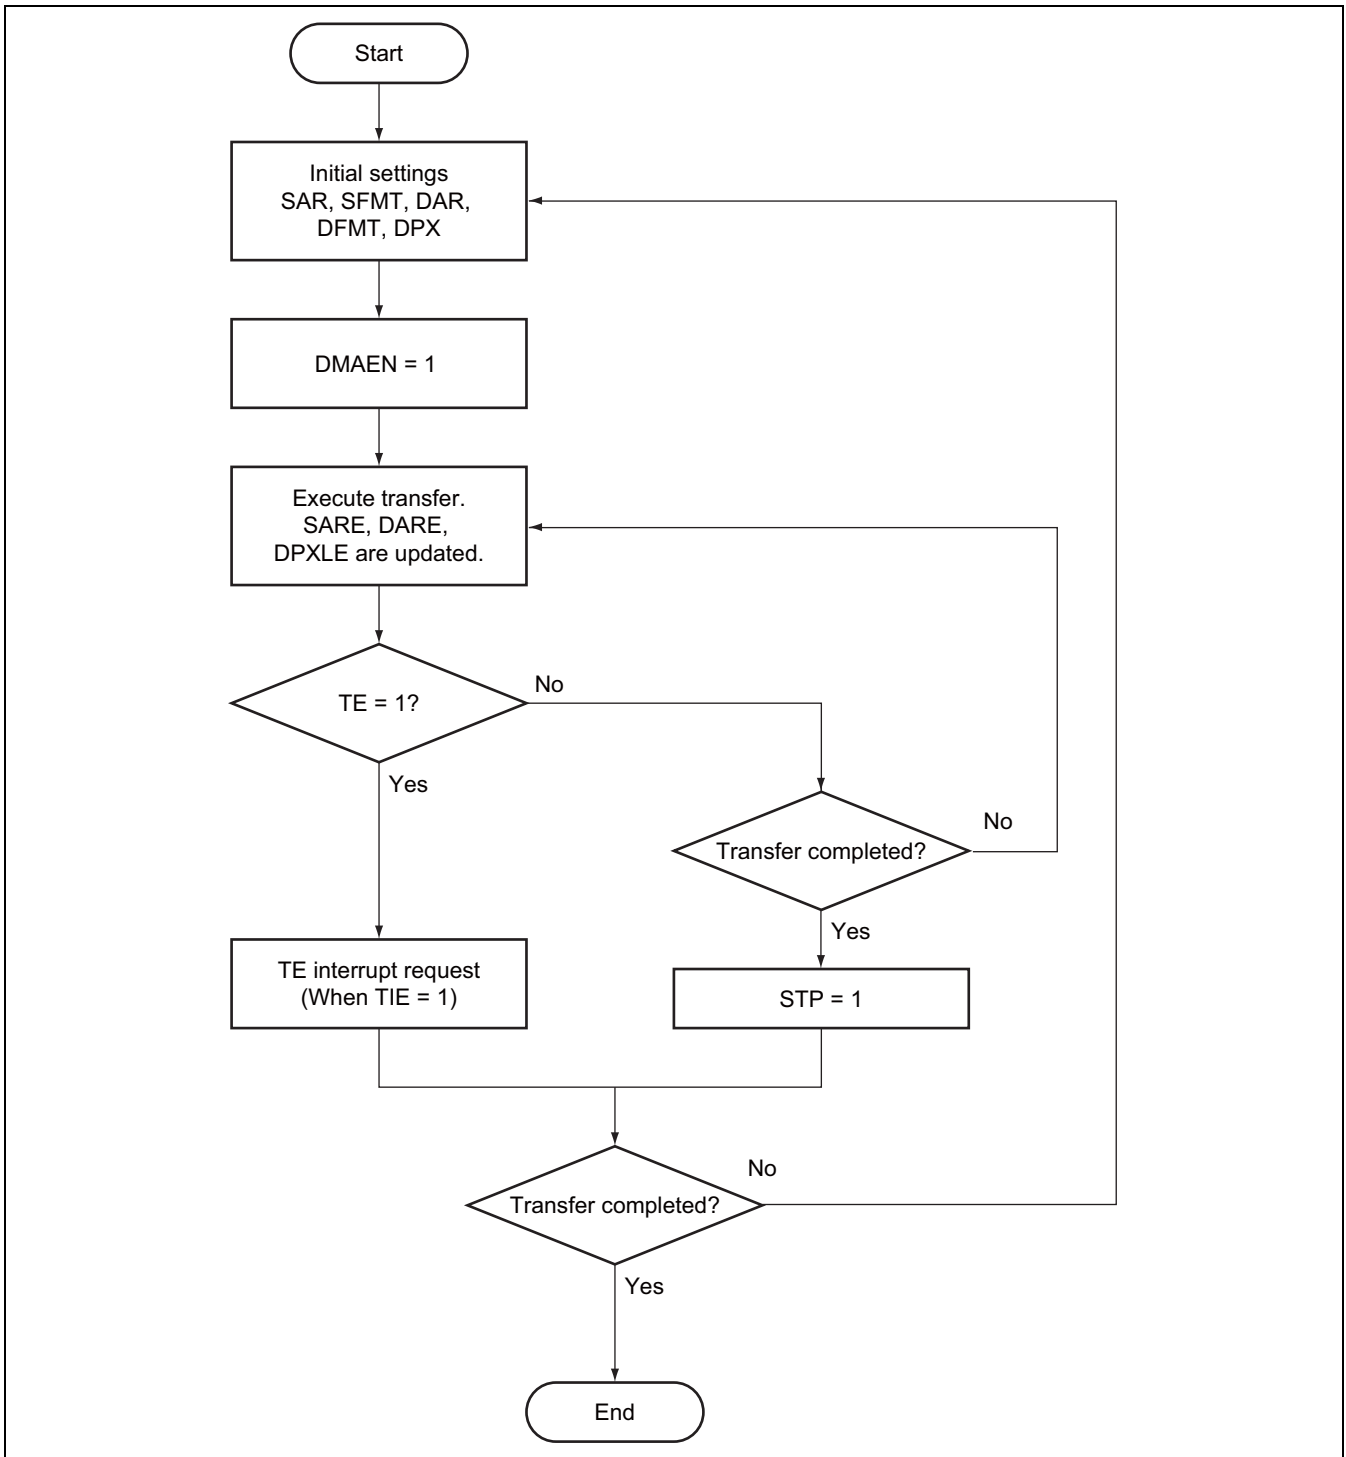 Start
Initial settings
SAR, SFMT, DAR,
DFMT, DPX
DMAEN = 1
Execute transfer.
SARE, DARE,
DPXLE are updated.
TE = 1?
No
Yes
Transfer completed?
No
Yes
TE interrupt request
(When TIE = 1)
STP = 1
Transfer completed?
No
Yes
End